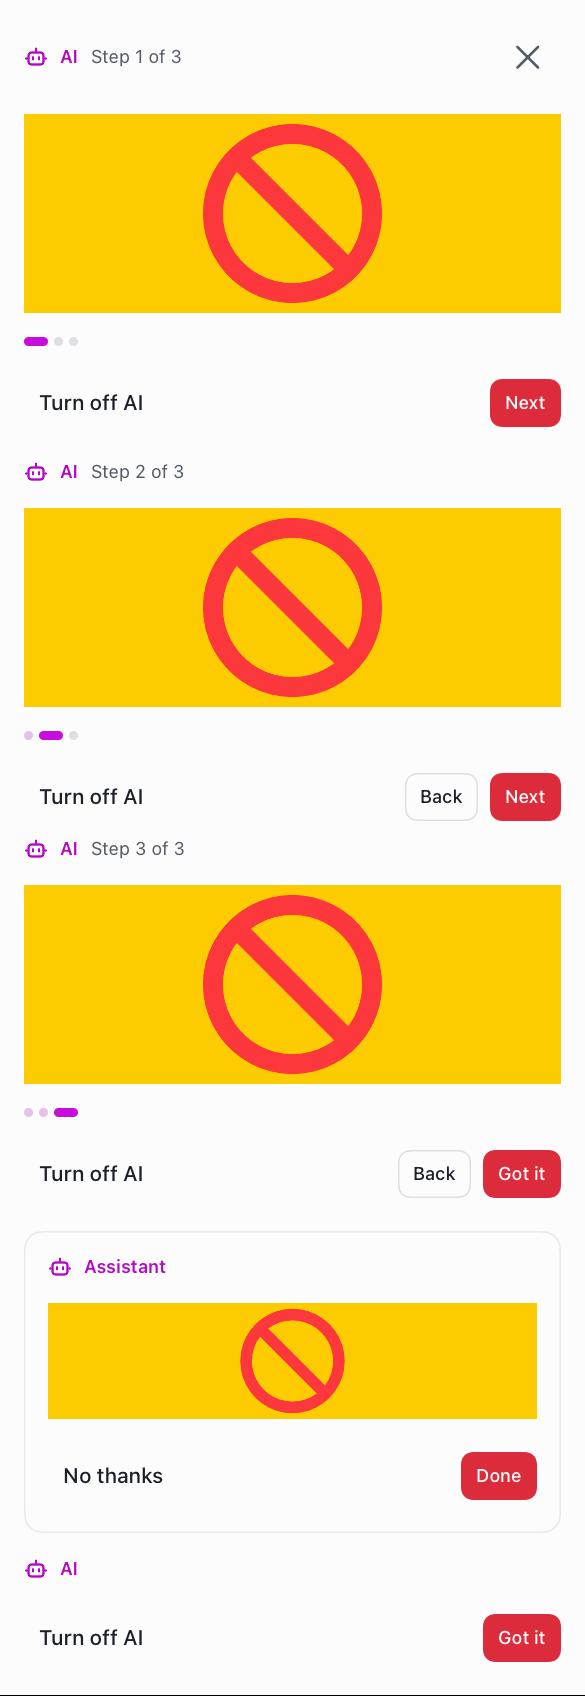 AI Step 1 of 3
Turn off AI Next
AI Step 2 of 3
Turn off AI Back Next
AI Step 3 of 3
Turn off AI Back Got it
Assistant
No thanks Done
AI
Turn off AI Got it